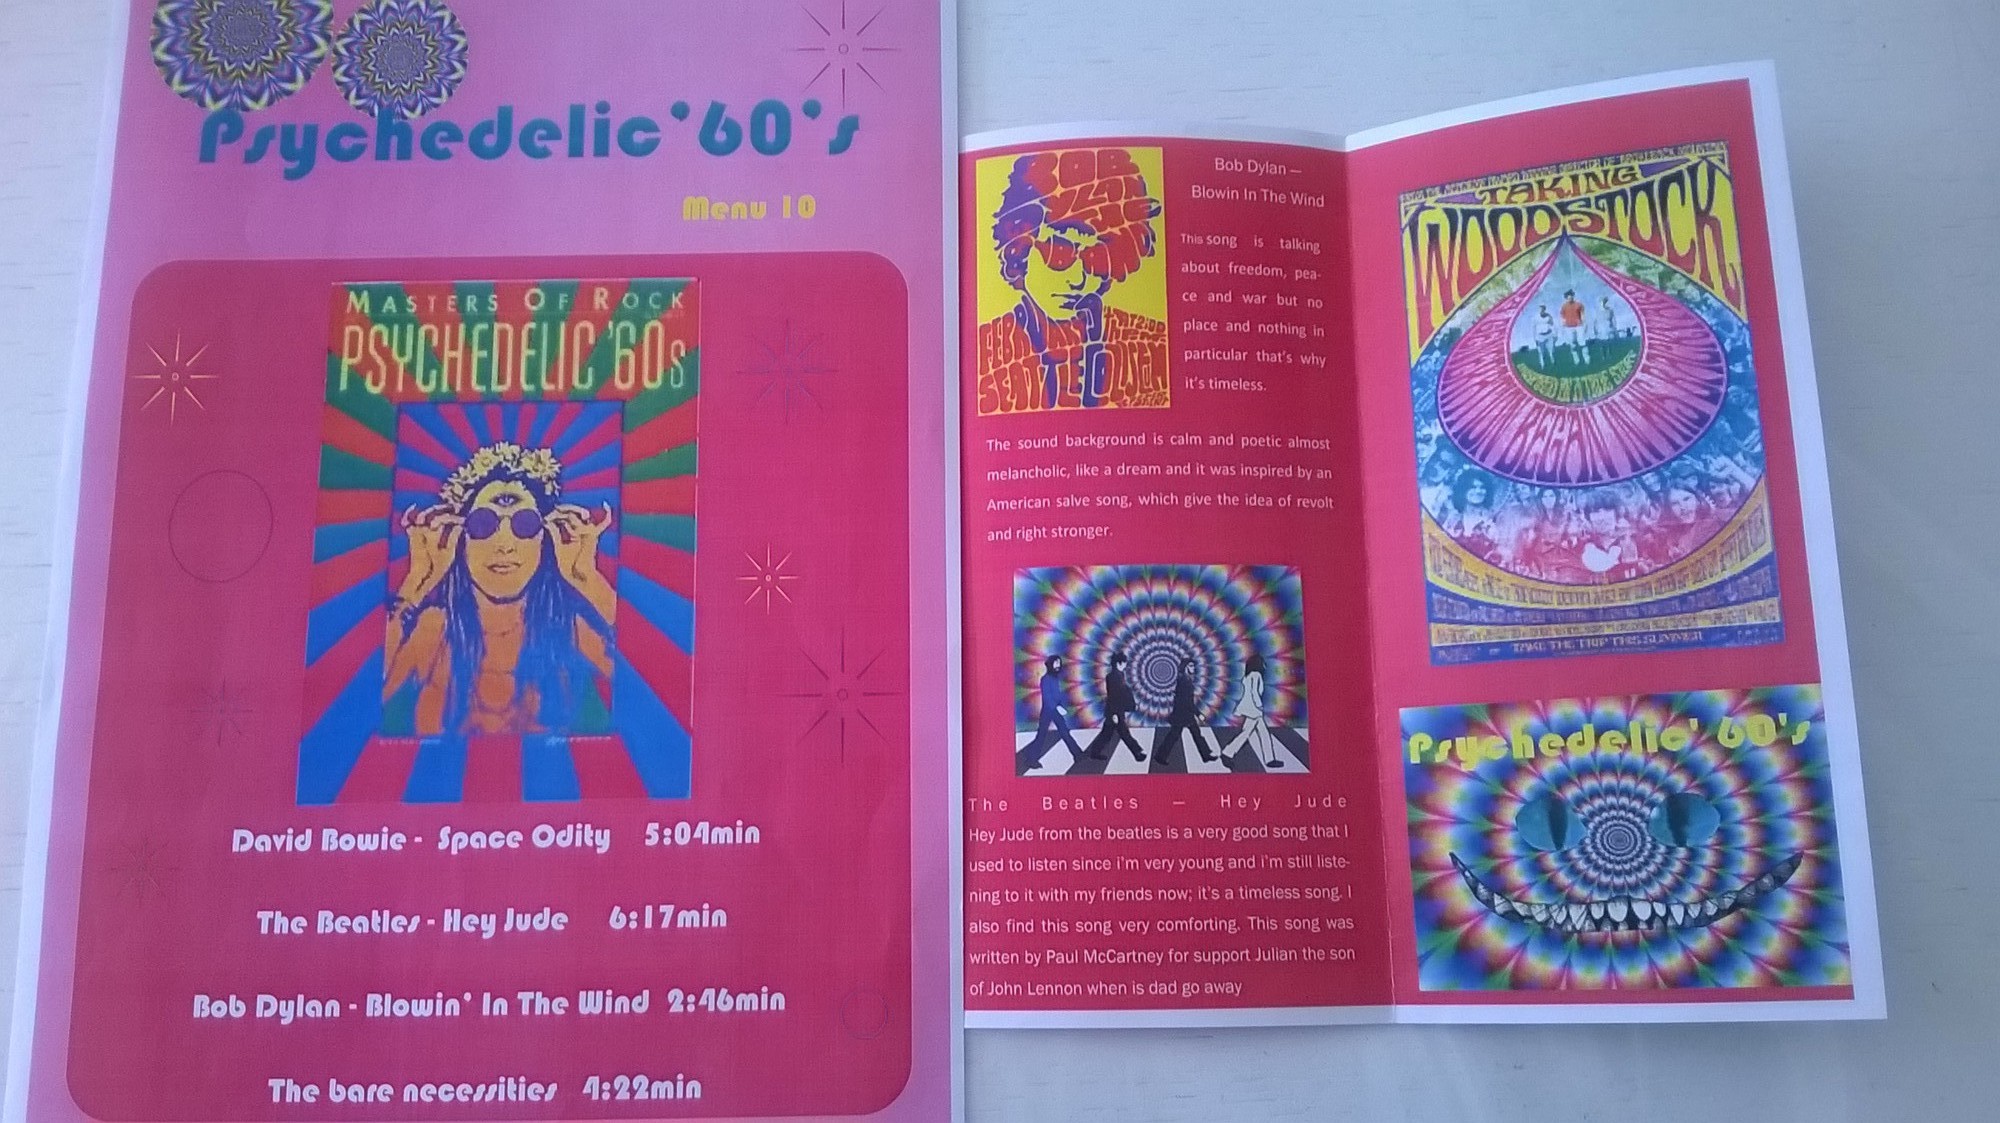 Psychedelic '60's
Menu 10
MASTERS OF ROCK
PSYCHEDELIC '60s
David Bowie - Space Odity 5:04min
The Beatles - Hey Jude 6:17min
Bob Dylan - Blowin' In The Wind 2:46min
The bare necessities 4:22min
BOB
DYLAN
Bob Dylan –
Blowin In The Wind
This song is talking
about freedom, pea-
ce and war but no
place and nothing in
particular that's why
it's timeless.
The sound background is calm and poetic almost
melancholic, like a dream and it was inspired by an
American salve song, which give the idea of revolt
and right stronger.
The Beatles – Hey Jude
Hey Jude from the beatles is a very good song that I
used to listen since i'm very young and i'm still liste-
ning to it with my friends now; it's a timeless song. I
also find this song very comforting. This song was
written by Paul McCartney for support Julian the son
of John Lennon when is dad go away
TAKING
WOODSTOCK
TAKE THE TRIP THIS SUMMER
Psychedelic' 60's